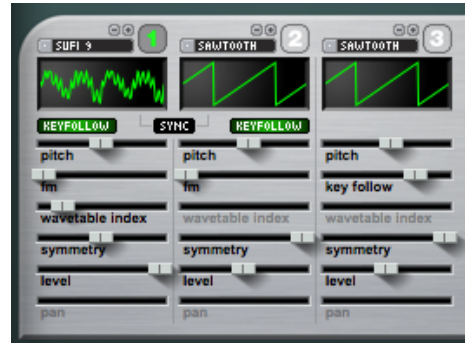 SUFI 9 1 SAWTOOTH 2 SAWTOOTH 3
KEYFOLLOW SYNC KEYFOLLOW
pitch pitch pitch
fm fm key follow
wavetable index wavetable index wavetable index
symmetry symmetry symmetry
level level level
pan pan pan